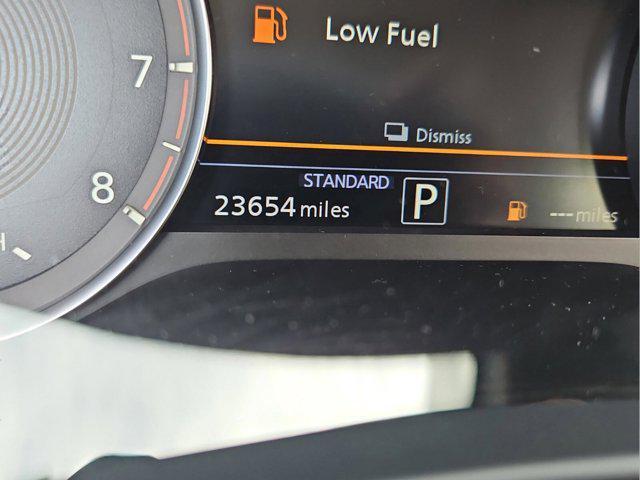 Low Fuel
7
Dismiss
8
STANDARD
23654 miles
P
--- miles
H